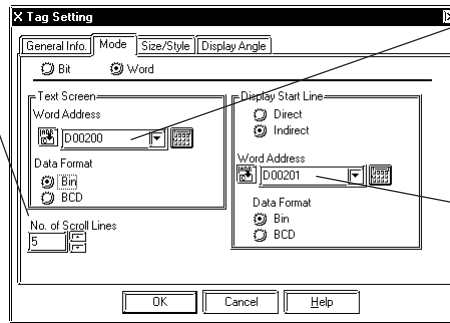 X Tag Setting
General Info. Mode Size/Style Display Angle
Bit Word
Text Screen
Word Address
D00200
Data Format
Bin
BCD
No. of Scroll Lines
5
Display Start Line
Direct
Indirect
Word Address
D00201
Data Format
Bin
BCD
OK Cancel Help